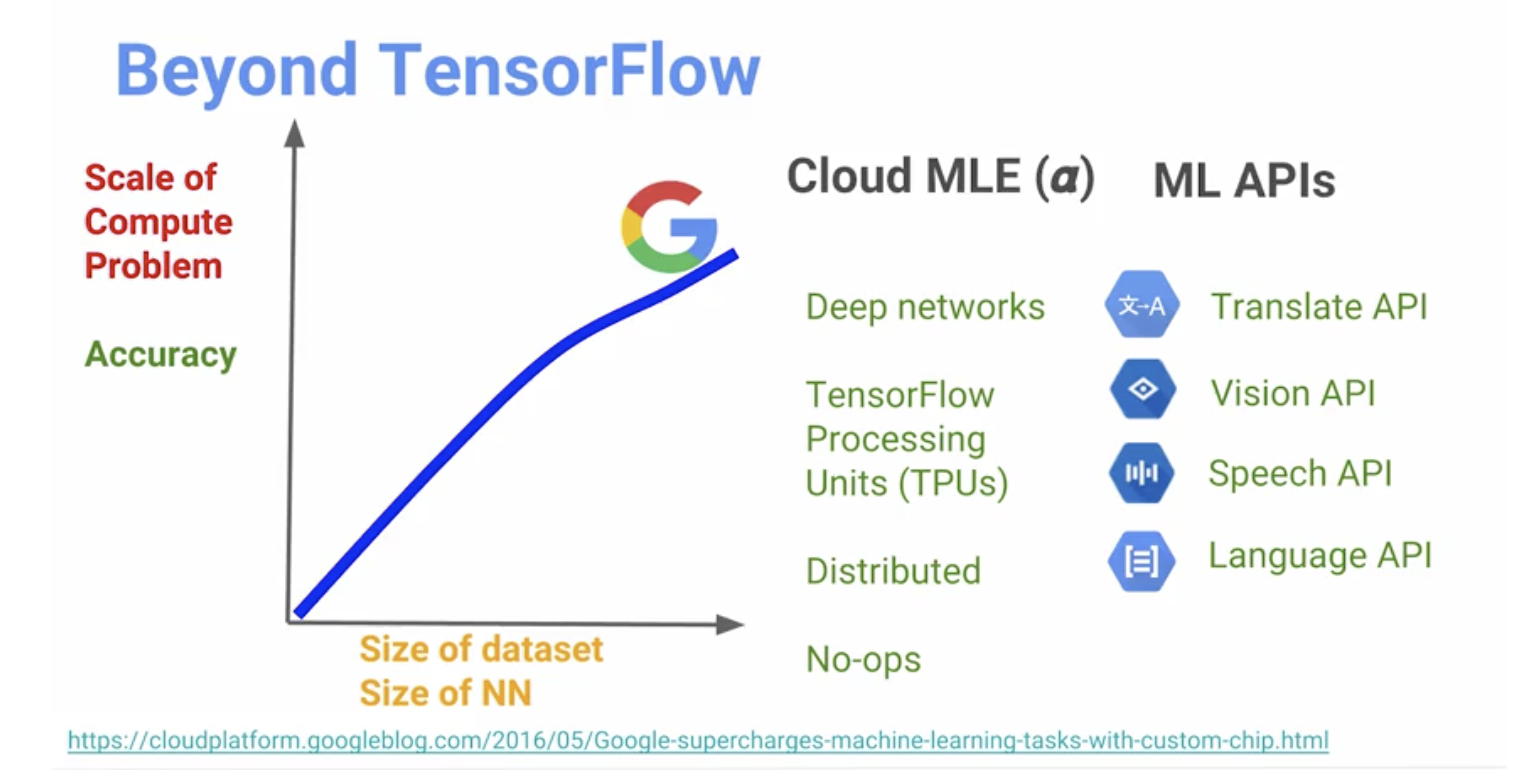 Beyond TensorFlow
Scale of
Compute
Problem
Accuracy
Size of dataset
Size of NN
Cloud MLE (α)
Deep networks
TensorFlow
Processing
Units (TPUs)
Distributed
No-ops
ML APIs
文→A
Translate API
Vision API
Speech API
Language API
https://cloudplatform.googleblog.com/2016/05/Google-supercharges-machine-learning-tasks-with-custom-chip.html